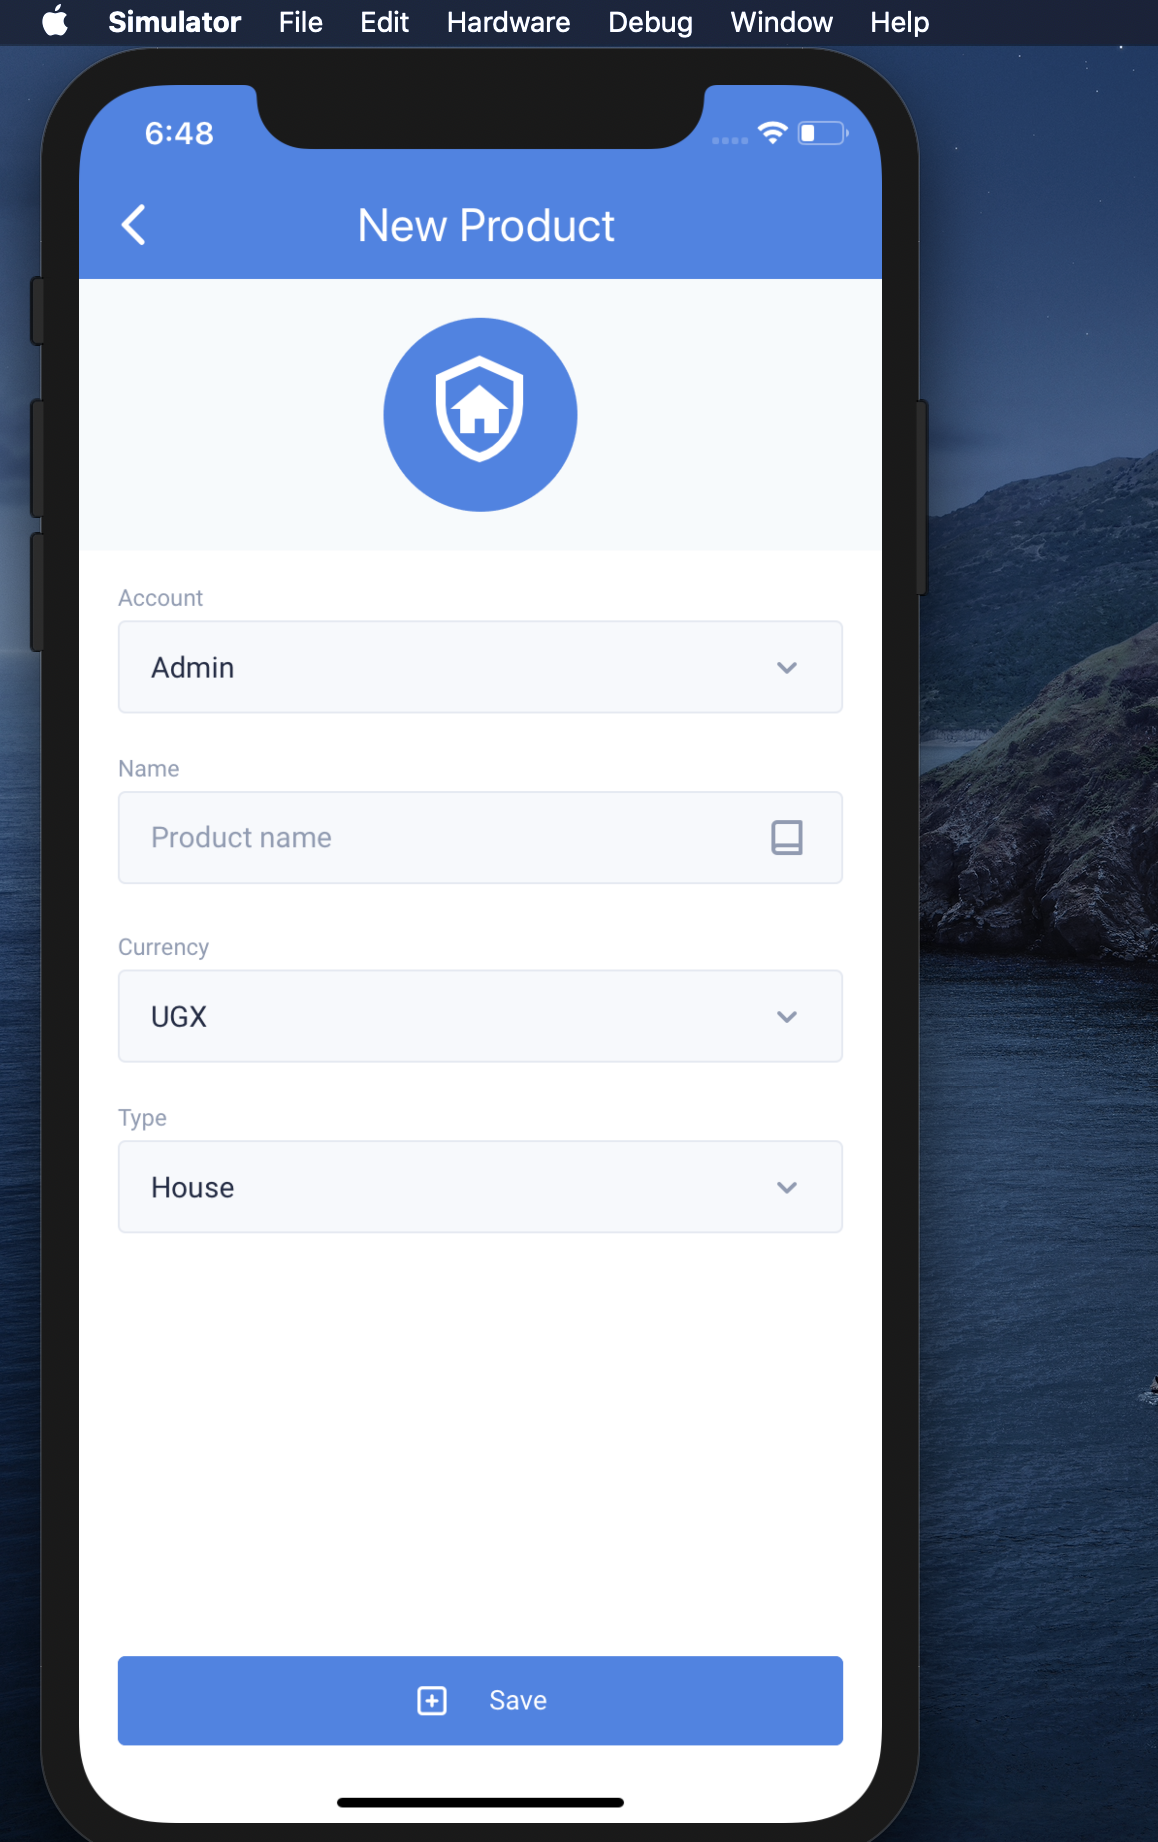 Simulator File Edit Hardware Debug Window Help
6:48
New Product
Account
Admin
Name
Product name
Currency
UGX
Type
House
Save